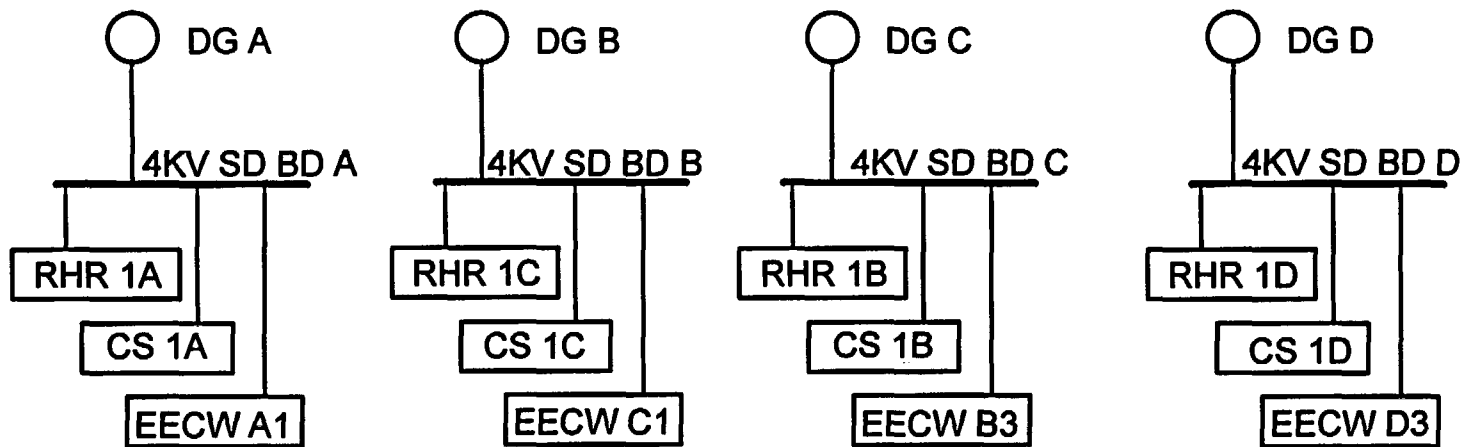 DG A
DG B
DG C
DG D
4KV SD BD A
4KV SD BD B
4KV SD BD C
4KV SD BD D
RHR 1A
RHR 1C
RHR 1B
RHR 1D
CS 1A
CS 1C
CS 1B
CS 1D
EECW A1
EECW C1
EECW B3
EECW D3